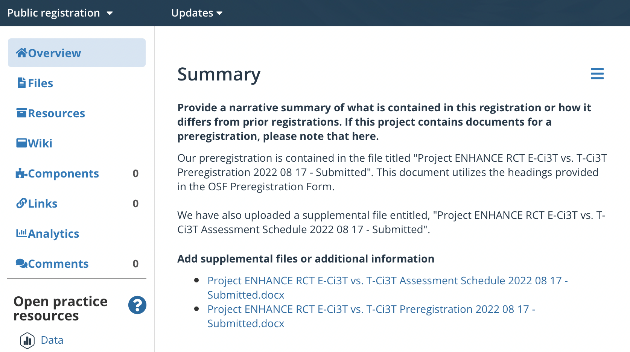 Public registration
Updates
Overview
Files
Resources
Wiki
Components 0
Links 0
Analytics
Comments 0
Open practice
resources
Data
Summary
Provide a narrative summary of what is contained in this registration or how it
differs from prior registrations. If this project contains documents for a
preregistration, please note that here.
Our preregistration is contained in the file titled "Project ENHANCE RCT E-Ci3T vs. T-Ci3T
Preregistration 2022 08 17 - Submitted". This document utilizes the headings provided
in the OSF Preregistration Form.
We have also uploaded a supplemental file entitled, "Project ENHANCE RCT E-Ci3T vs. T-
Ci3T Assessment Schedule 2022 08 17 - Submitted".
Add supplemental files or additional information
Project ENHANCE RCT E-Ci3T vs. T-Ci3T Assessment Schedule 2022 08 17 -
Submitted.docx
Project ENHANCE RCT E-Ci3T vs. T-Ci3T Preregistration 2022 08 17 -
Submitted.docx